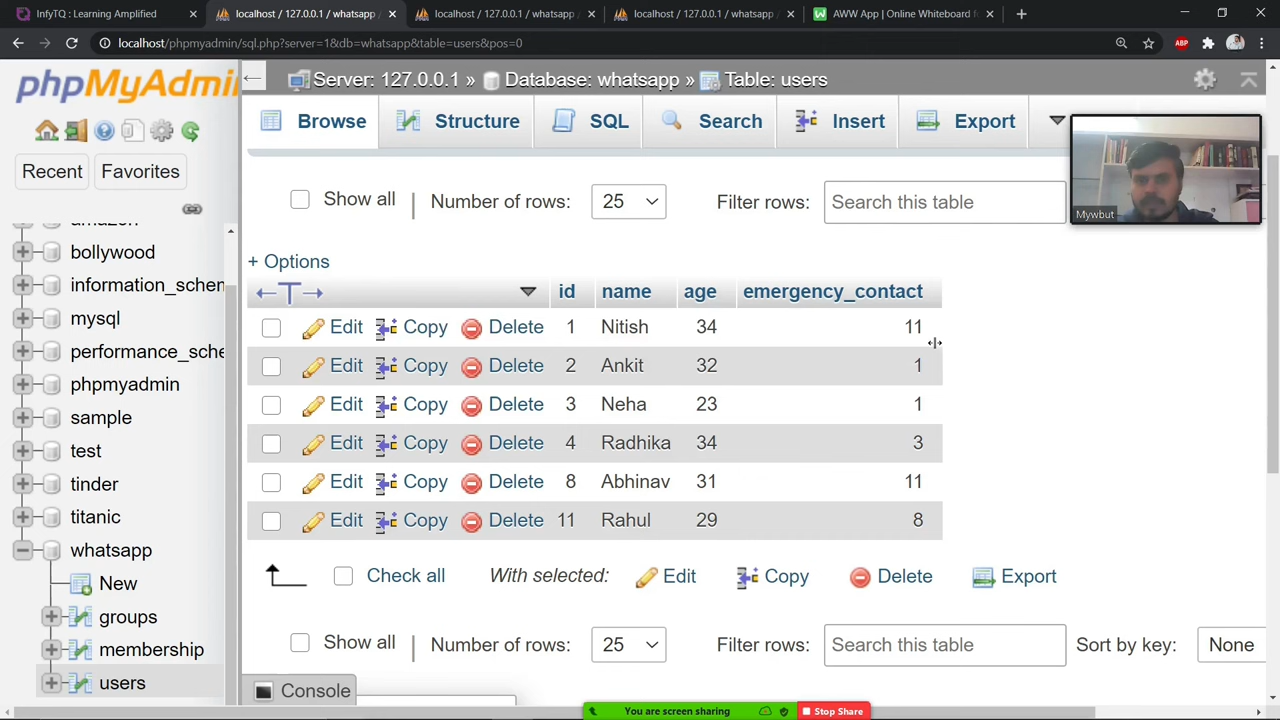 InfyTQ : Learning Amplified
localhost / 127.0.0.1 / whatsapp
localhost / 127.0.0.1 / whatsapp
localhost / 127.0.0.1 / whatsapp
AWW App | Online Whiteboard f
localhost/phpmyadmin/sql.php?server=1&db=whatsapp&table=users&pos=0
ABP
phpMyAdmin
Recent
Favorites
bollywood
information_schem
mysql
performance_sche
phpmyadmin
sample
test
tinder
titanic
whatsapp
New
groups
membership
users
Server: 127.0.0.1 » Database: whatsapp » Table: users
Browse Structure SQL Search Insert Export
Mywbut
Show all | Number of rows: 25 Filter rows: Search this table
+ Options
←T→ id name age emergency_contact
Edit Copy Delete 1 Nitish 34 11
Edit Copy Delete 2 Ankit 32 1
Edit Copy Delete 3 Neha 23 1
Edit Copy Delete 4 Radhika 34 3
Edit Copy Delete 8 Abhinav 31 11
Edit Copy Delete 11 Rahul 29 8
Check all With selected: Edit Copy Delete Export
Show all | Number of rows: 25 Filter rows: Search this table Sort by key: None
Console
You are screen sharing Stop Share